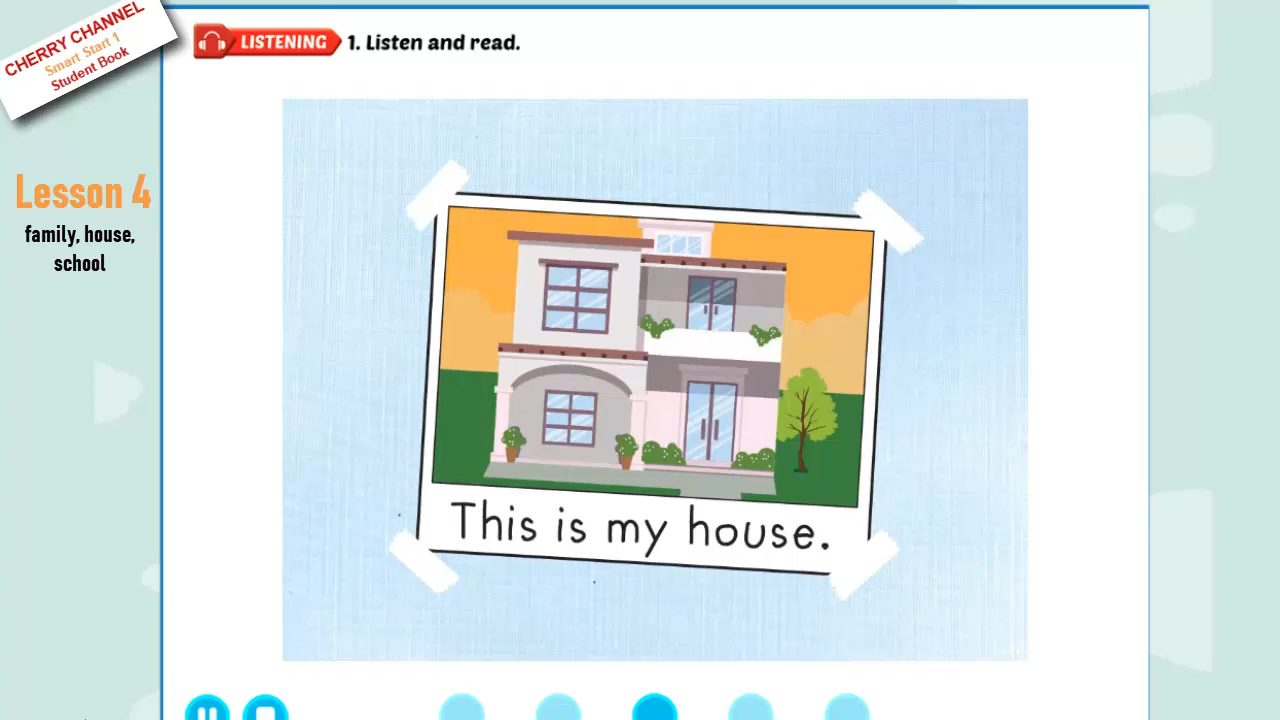 CHERRY CHANNEL
Smart Start 1
Student Book
LISTENING 1. Listen and read.
Lesson 4
family, house,
school
This is my house.